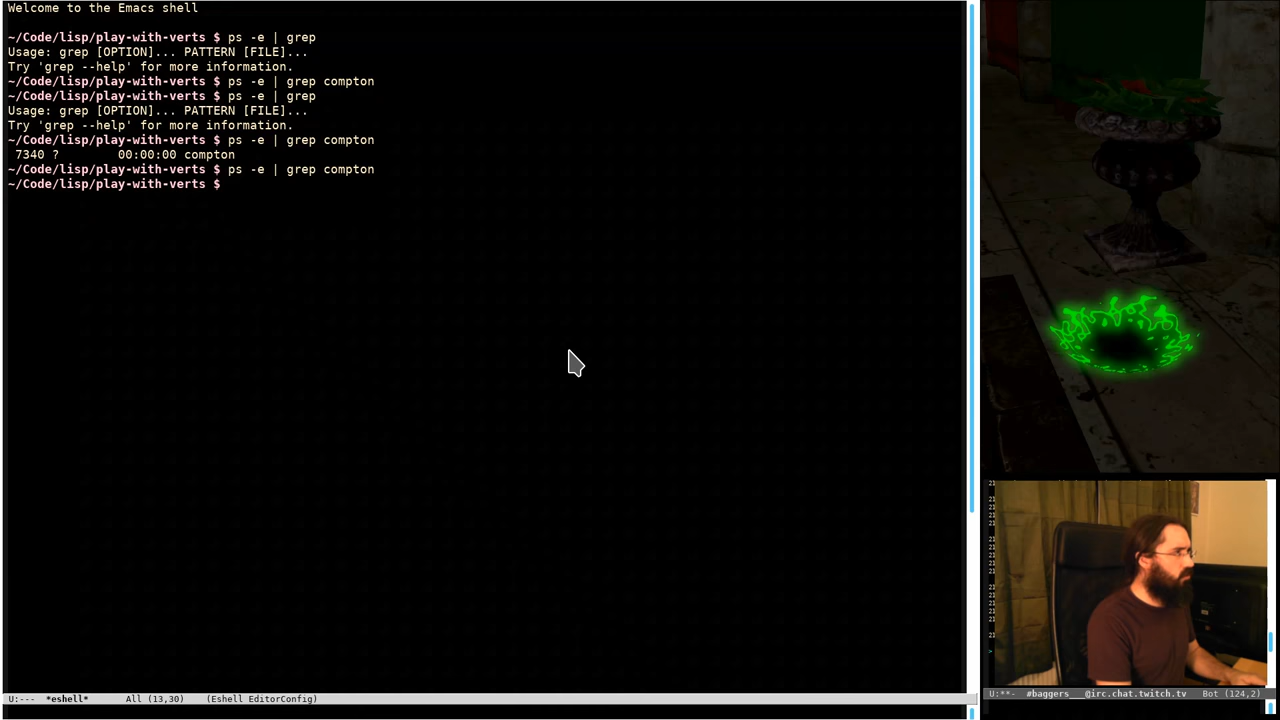 Welcome to the Emacs shell
~/Code/lisp/play-with-verts $ ps -e | grep
Usage: grep [OPTION]... PATTERN [FILE]...
Try 'grep --help' for more information.
~/Code/lisp/play-with-verts $ ps -e | grep compton
~/Code/lisp/play-with-verts $ ps -e | grep
Usage: grep [OPTION]... PATTERN [FILE]...
Try 'grep --help' for more information.
~/Code/lisp/play-with-verts $ ps -e | grep compton
 7340 ?        00:00:00 compton
~/Code/lisp/play-with-verts $ ps -e | grep compton
~/Code/lisp/play-with-verts $
U:---  *eshell*      All (13,30)    (Eshell EditorConfig)
U:**-  #baggers___@irc.chat.twitch.tv   Bot (124,2)